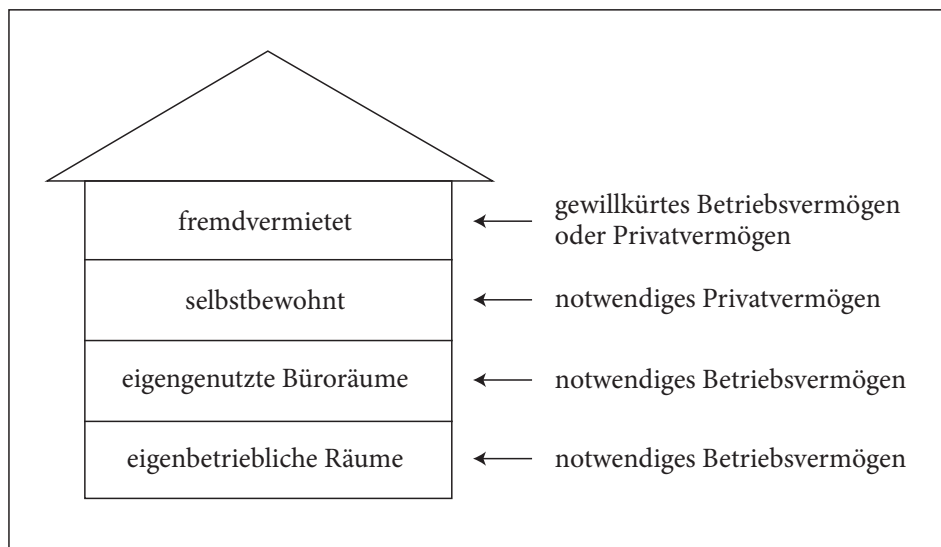 fremdvermietet
gewillkürtes Betriebsvermögen
oder Privatvermögen
selbstbewohnt
notwendiges Privatvermögen
eigengenutzte Büroräume
notwendiges Betriebsvermögen
eigenbetriebliche Räume
notwendiges Betriebsvermögen